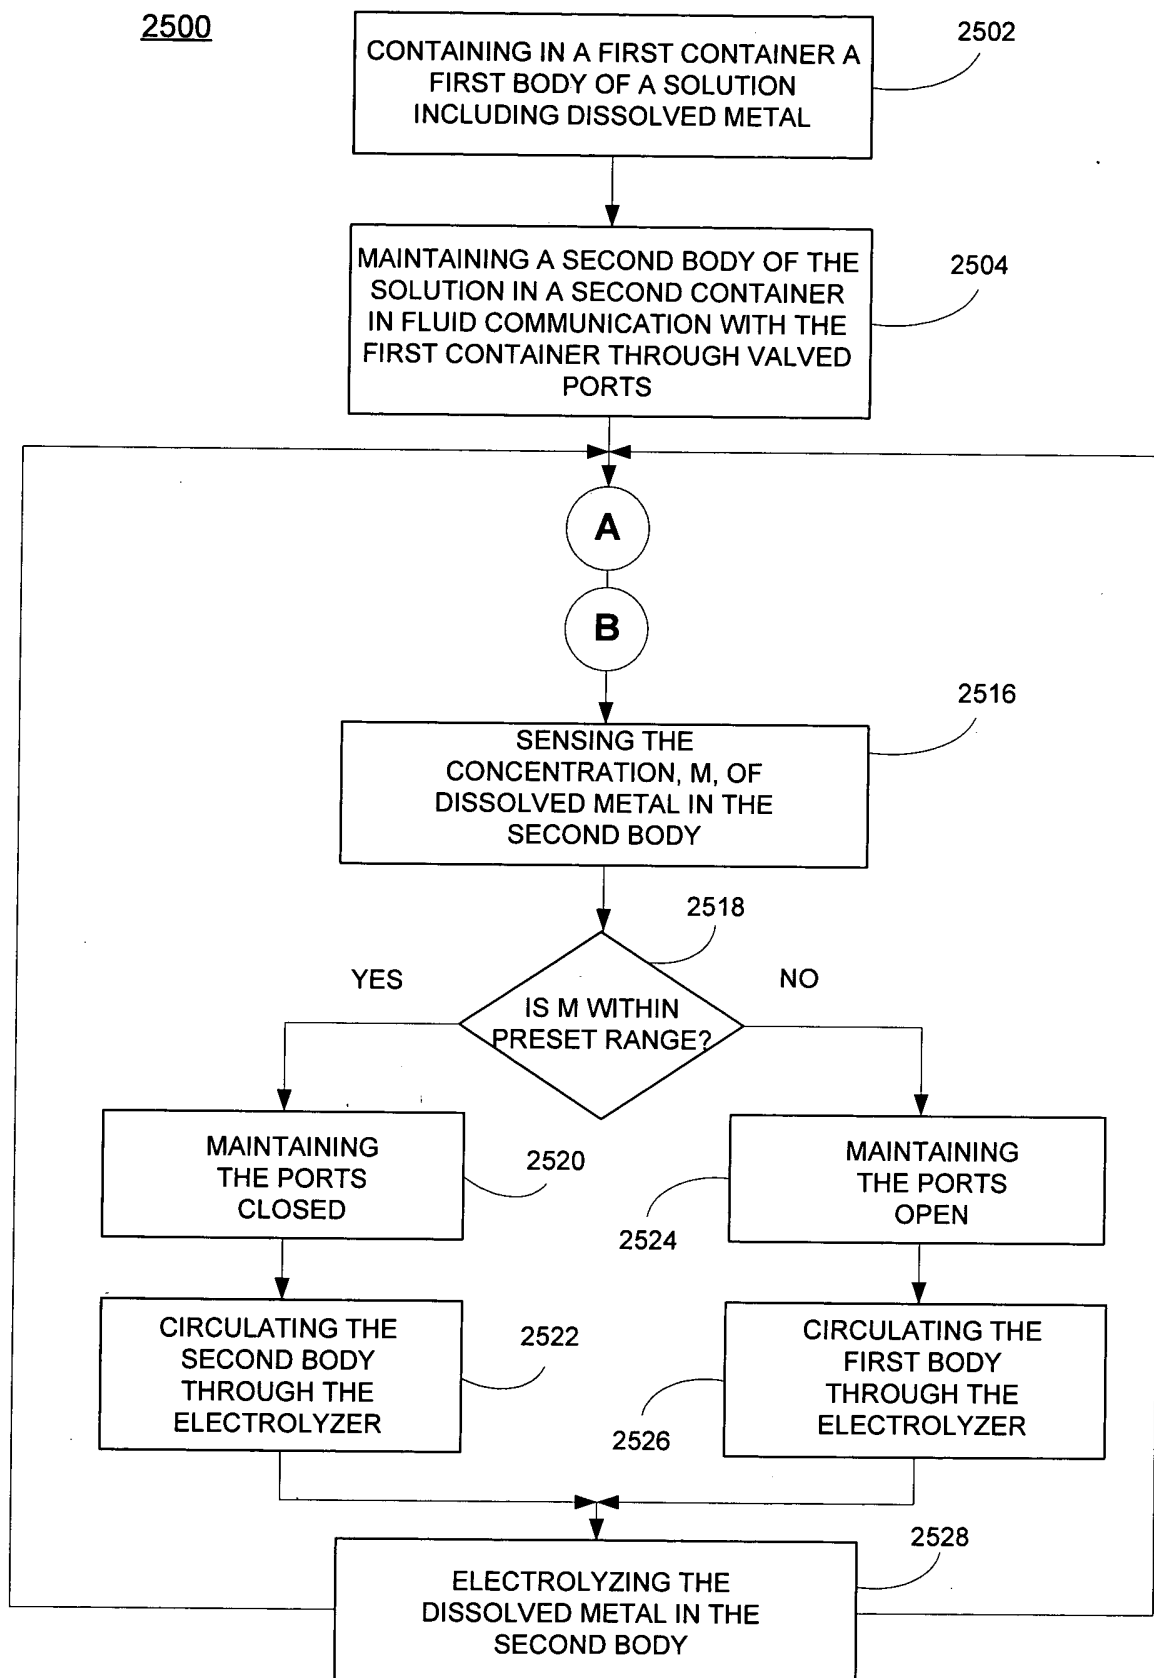 2500
2502
CONTAINING IN A FIRST CONTAINER A
FIRST BODY OF A SOLUTION
INCLUDING DISSOLVED METAL
2504
MAINTAINING A SECOND BODY OF THE
SOLUTION IN A SECOND CONTAINER
IN FLUID COMMUNICATION WITH THE
FIRST CONTAINER THROUGH VALVED
PORTS
A
B
2516
SENSING THE
CONCENTRATION, M, OF
DISSOLVED METAL IN THE
SECOND BODY
2518
YES
NO
IS M WITHIN
PRESET RANGE?
MAINTAINING
THE PORTS
CLOSED
2520
MAINTAINING
THE PORTS
OPEN
2524
CIRCULATING THE
SECOND BODY
THROUGH THE
ELECTROLYZER
2522
CIRCULATING THE
FIRST BODY
THROUGH THE
ELECTROLYZER
2526
2528
ELECTROLYZING THE
DISSOLVED METAL IN THE
SECOND BODY